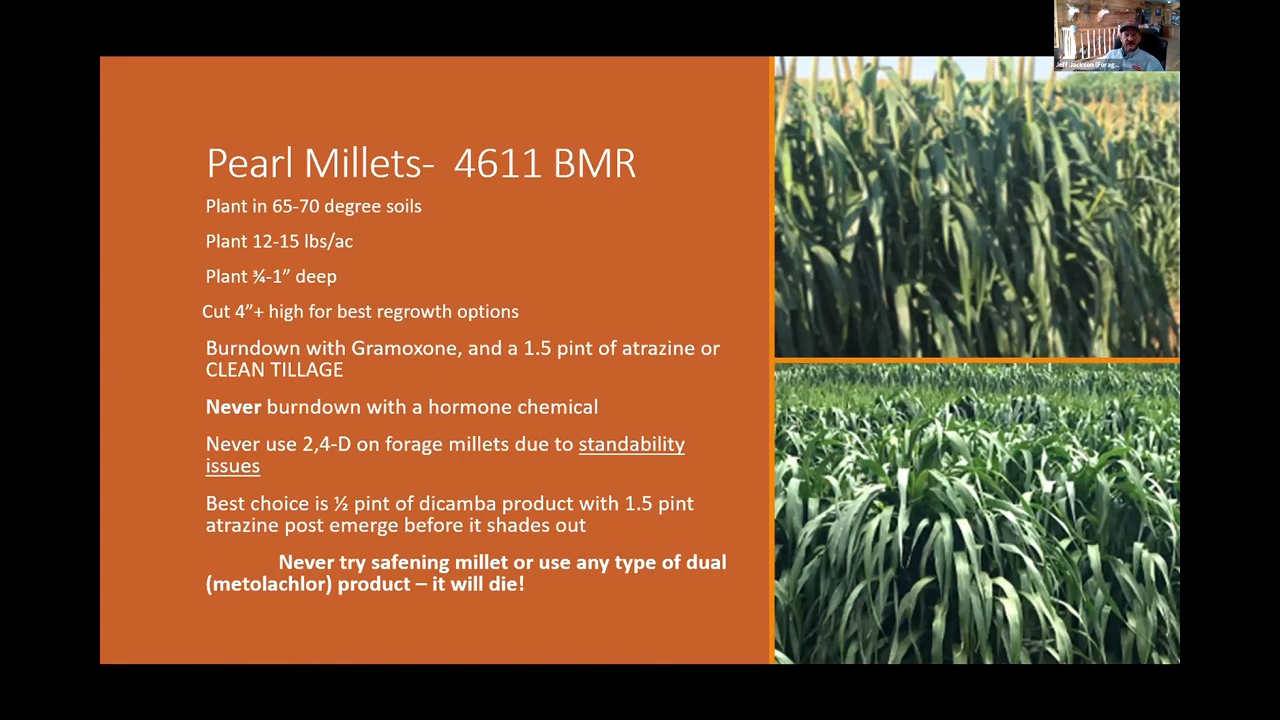 Jeff Jackson (Forag...
Pearl Millets-  4611 BMR
Plant in 65-70 degree soils
Plant 12-15 lbs/ac
Plant ¾-1” deep
Cut 4”+ high for best regrowth options
Burndown with Gramoxone, and a 1.5 pint of atrazine or
CLEAN TILLAGE
Never burndown with a hormone chemical
Never use 2,4-D on forage millets due to standability
issues
Best choice is ½ pint of dicamba product with 1.5 pint
atrazine post emerge before it shades out
Never try safening millet or use any type of dual
(metolachlor) product – it will die!